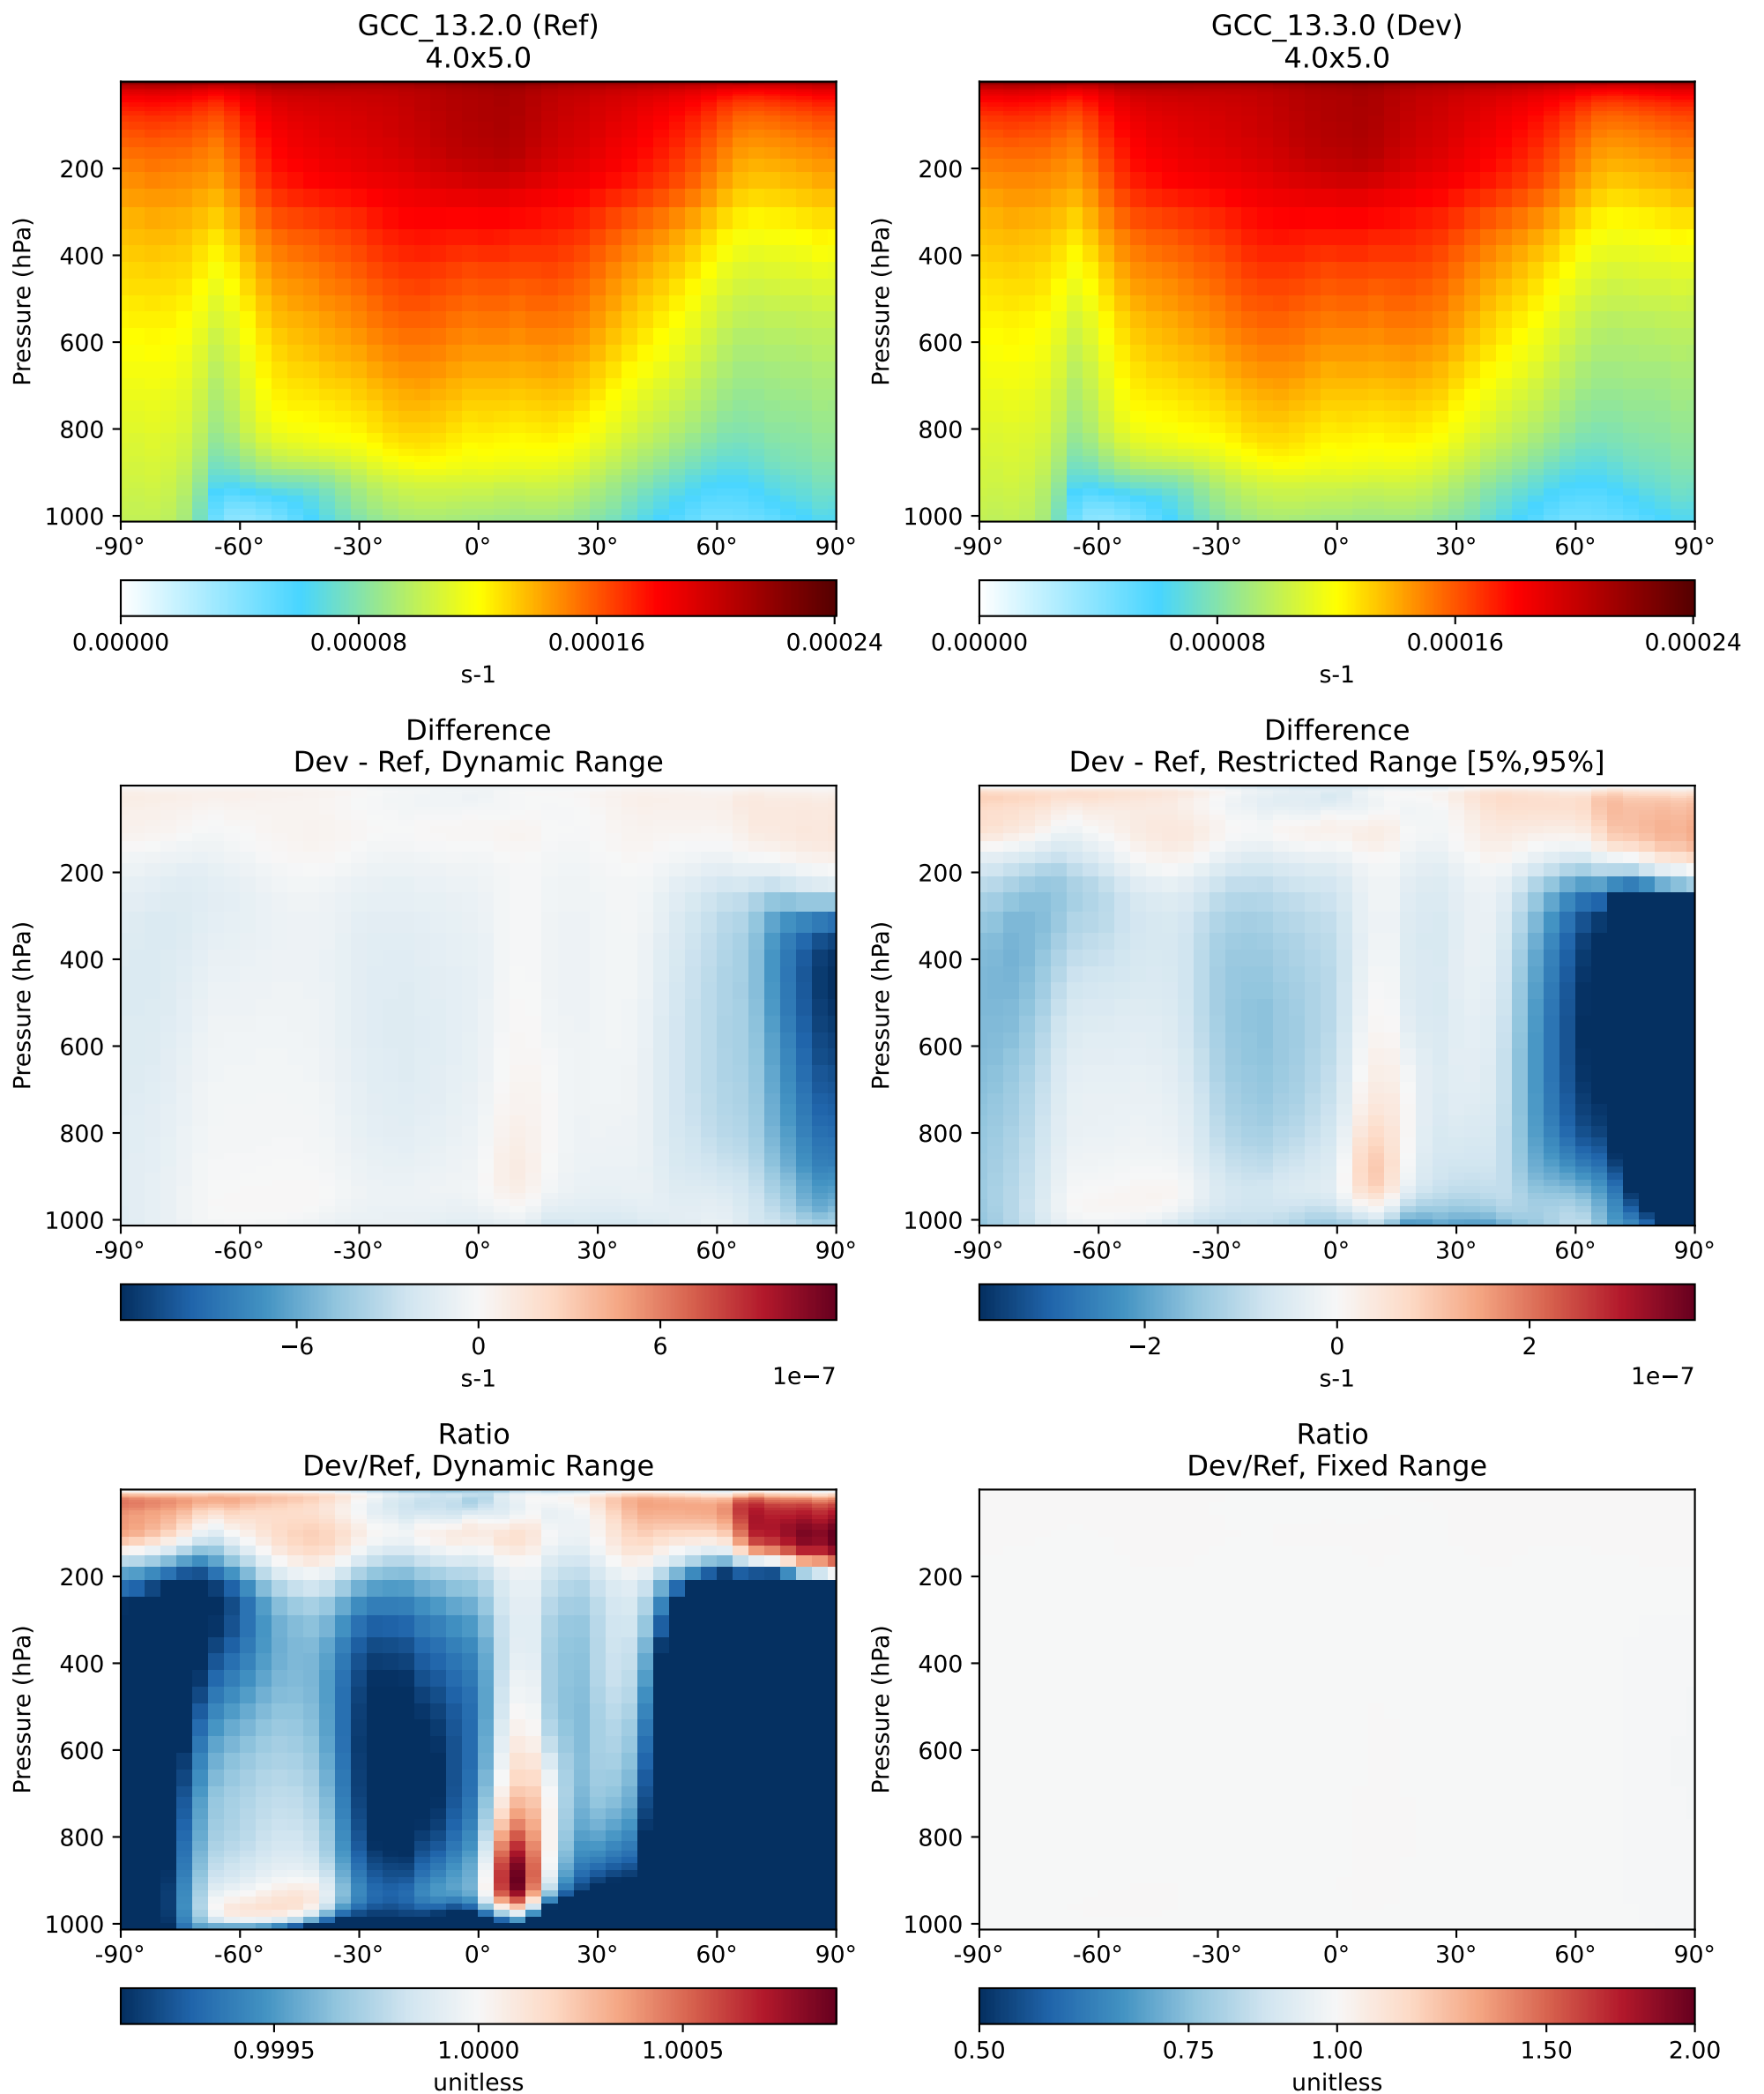 GCC_13.2.0 (Ref)
4.0x5.0
Pressure (hPa)
200
400
600
800
1000
-90° -60° -30° 0° 30° 60° 90°
0.00000 0.00008 0.00016 0.00024
s-1
GCC_13.3.0 (Dev)
4.0x5.0
Pressure (hPa)
200
400
600
800
1000
-90° -60° -30° 0° 30° 60° 90°
0.00000 0.00008 0.00016 0.00024
s-1
Difference
Dev - Ref, Dynamic Range
Pressure (hPa)
200
400
600
800
1000
-90° -60° -30° 0° 30° 60° 90°
−6 0 6
s-1
1e−7
Difference
Dev - Ref, Restricted Range [5%,95%]
Pressure (hPa)
200
400
600
800
1000
-90° -60° -30° 0° 30° 60° 90°
−2 0 2
s-1
1e−7
Ratio
Dev/Ref, Dynamic Range
Pressure (hPa)
200
400
600
800
1000
-90° -60° -30° 0° 30° 60° 90°
0.9995 1.0000 1.0005
unitless
Ratio
Dev/Ref, Fixed Range
Pressure (hPa)
200
400
600
800
1000
-90° -60° -30° 0° 30° 60° 90°
0.50 0.75 1.00 1.50 2.00
unitless